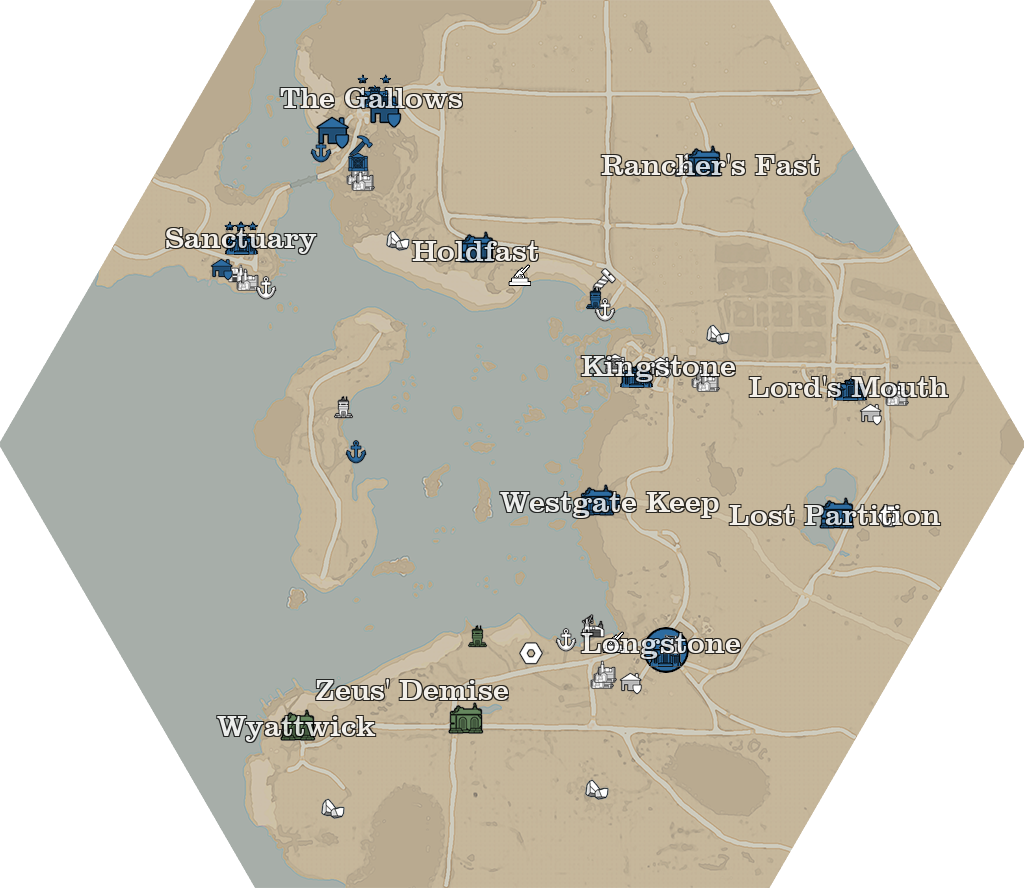 The Gallows
Rancher's Fast
Sanctuary
Holdfast
Kingstone
Lord's Mouth
Westgate Keep
Lost Partition
Longstone
Zeus' Demise
Wyattwick